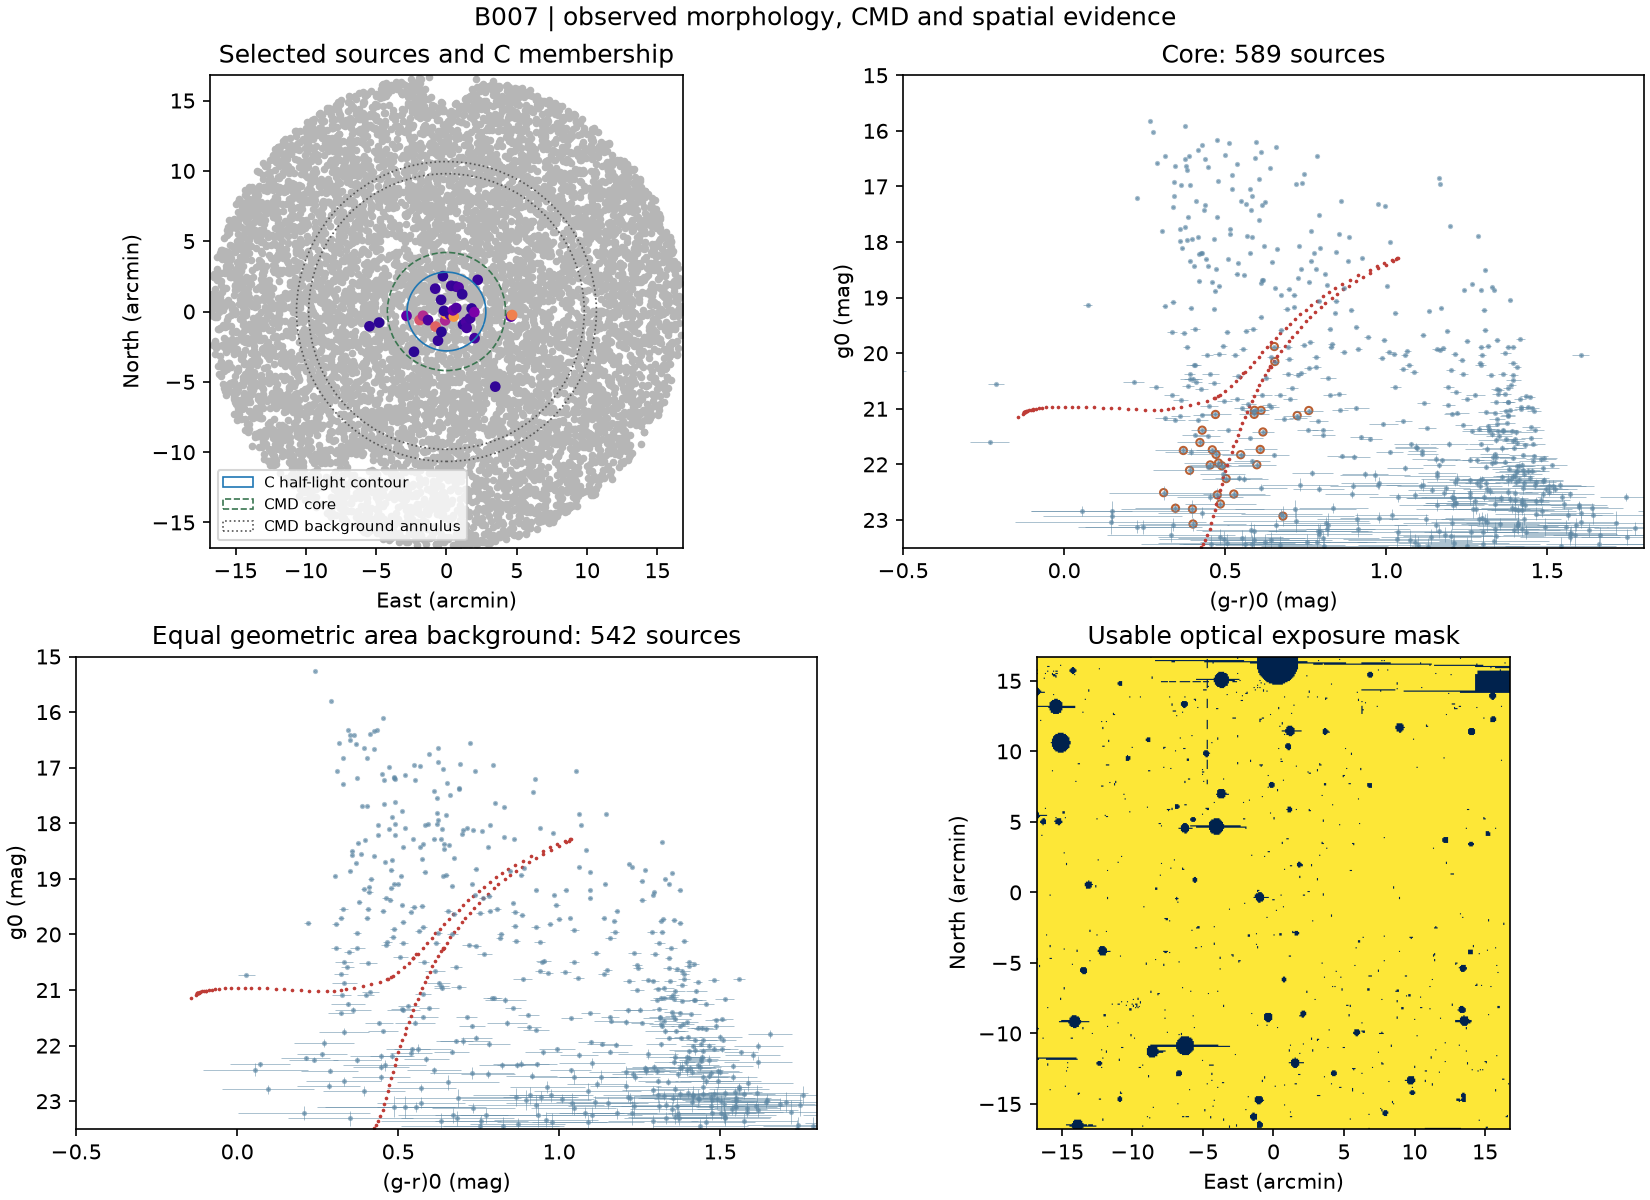 B007 | observed morphology, CMD and spatial evidence
Selected sources and C membership
15
10
5
0
−5
−10
−15
North (arcmin)
C half-light contour
CMD core
CMD background annulus
−15 −10 −5 0 5 10 15
East (arcmin)
Core: 589 sources
15
16
17
18
19
20
21
22
23
g0 (mag)
−0.5 0.0 0.5 1.0 1.5
(g-r)0 (mag)
Equal geometric area background: 542 sources
15
16
17
18
19
20
21
22
23
g0 (mag)
−0.5 0.0 0.5 1.0 1.5
(g-r)0 (mag)
Usable optical exposure mask
15
10
5
0
−5
−10
−15
North (arcmin)
−15 −10 −5 0 5 10 15
East (arcmin)